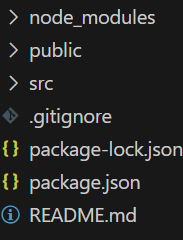 node_modules
public
src
.gitignore
package-lock.json
package.json
README.md